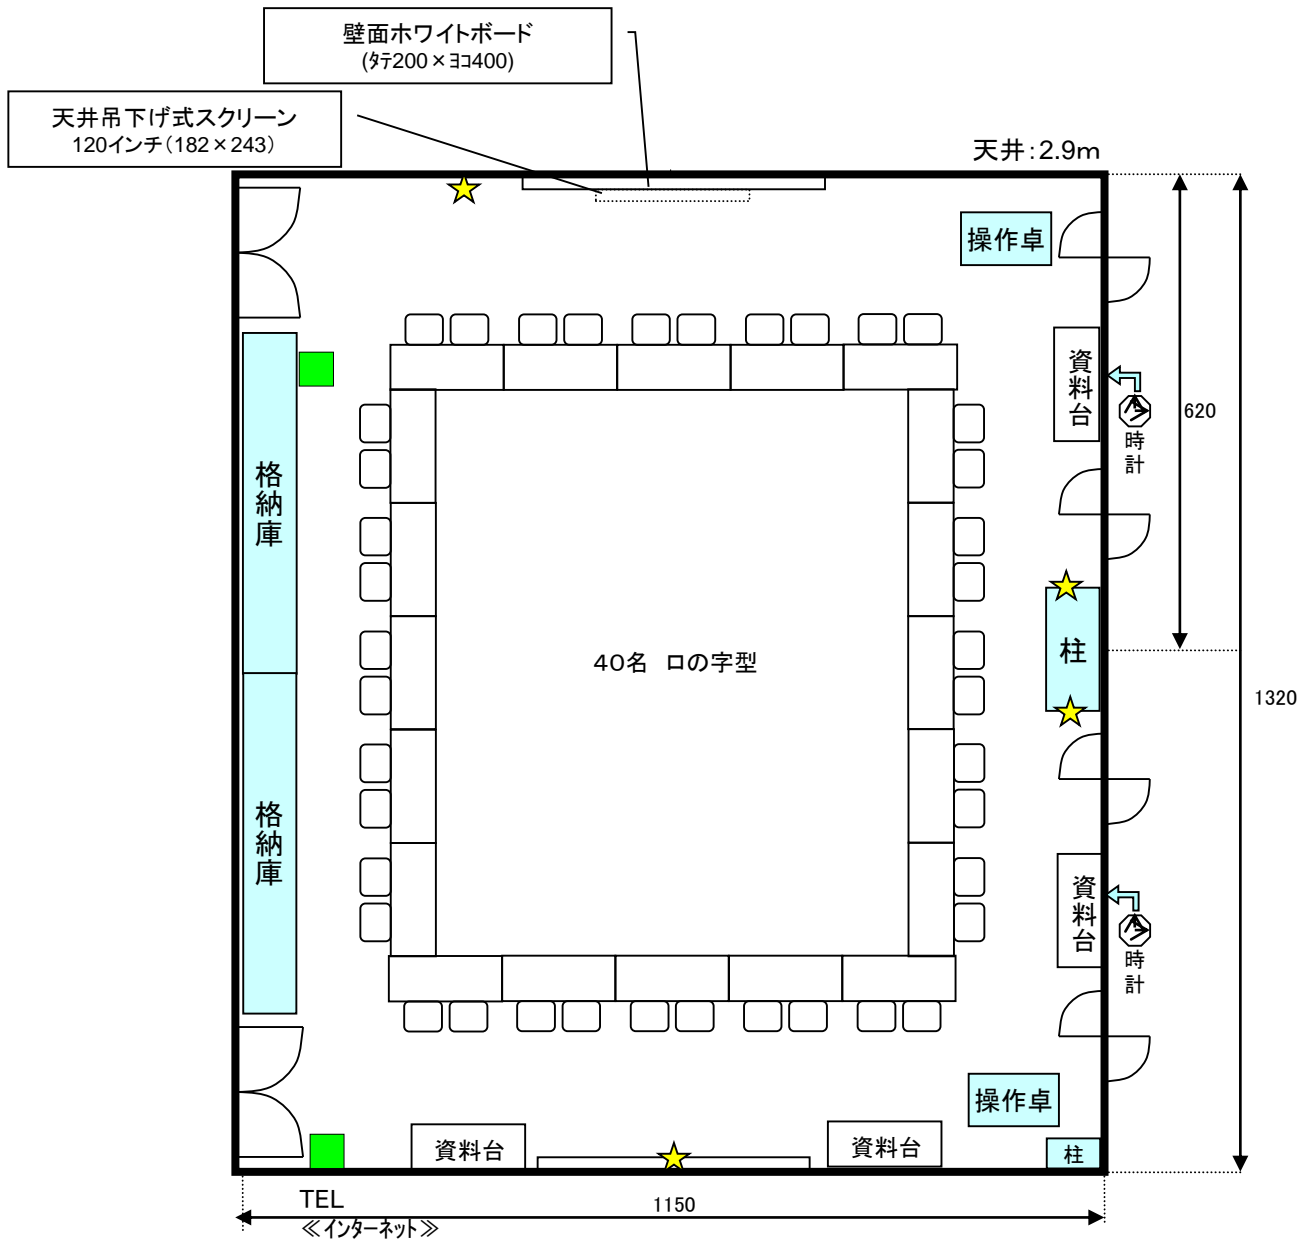 壁面ホワイトボード
(ﾀﾃ200×ﾖｺ400)
天井吊下げ式スクリーン
120インチ(182×243)
天井:2.9m
操作卓
資料台
時計
620
格納庫
柱
40名 ロの字型
1320
格納庫
資料台
時計
操作卓
資料台
資料台
柱
TEL
≪インターネット≫
1150